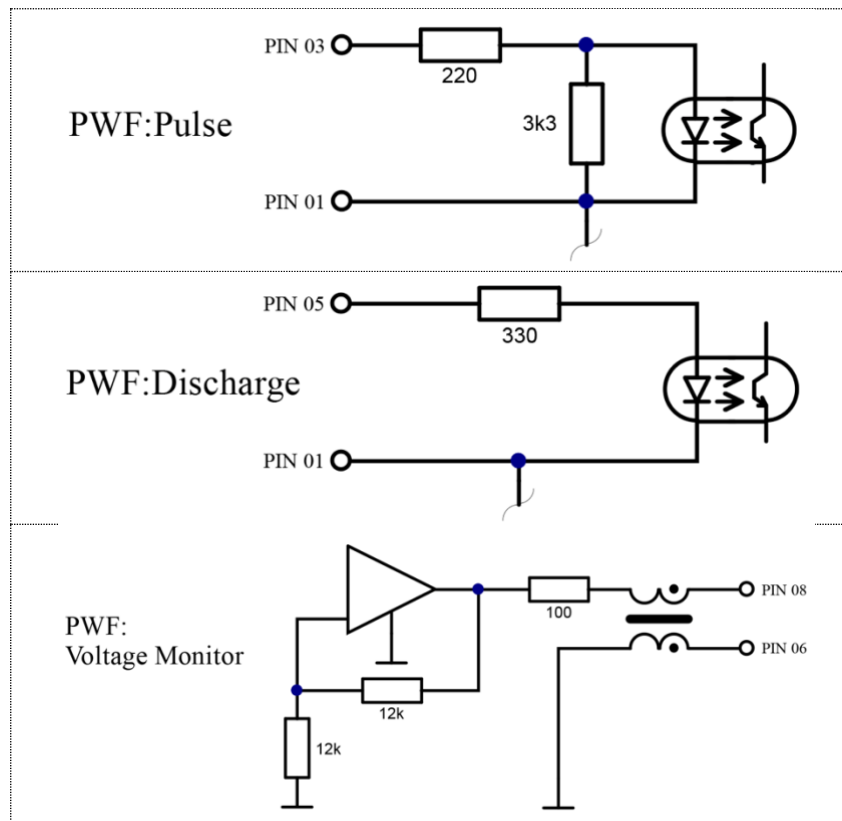 PIN 03
220
3k3
PWF:Pulse
PIN 01
PIN 05
330
PWF:Discharge
PIN 01
PIN 08
100
PWF:
Voltage Monitor
PIN 06
12k
12k